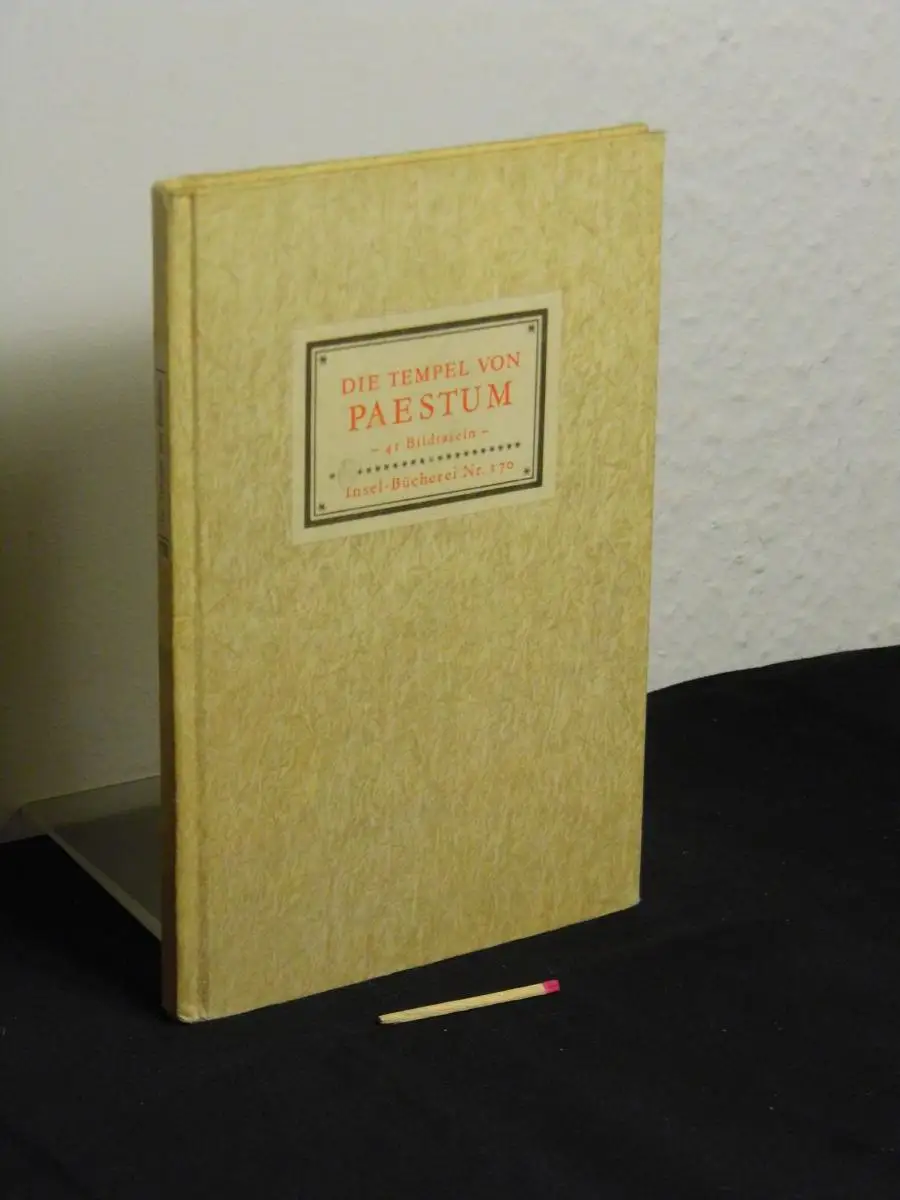 DIE TEMPEL VON
PAESTUM
– 41 Bildtafeln –
Insel-Bücherei Nr. 170